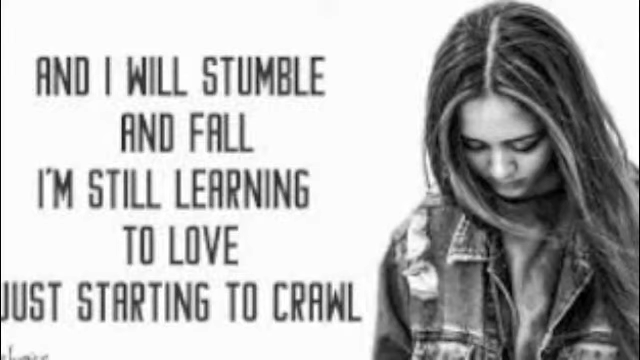 AND I WILL STUMBLE
AND FALL
I'M STILL LEARNING
TO LOVE
JUST STARTING TO CRAWL